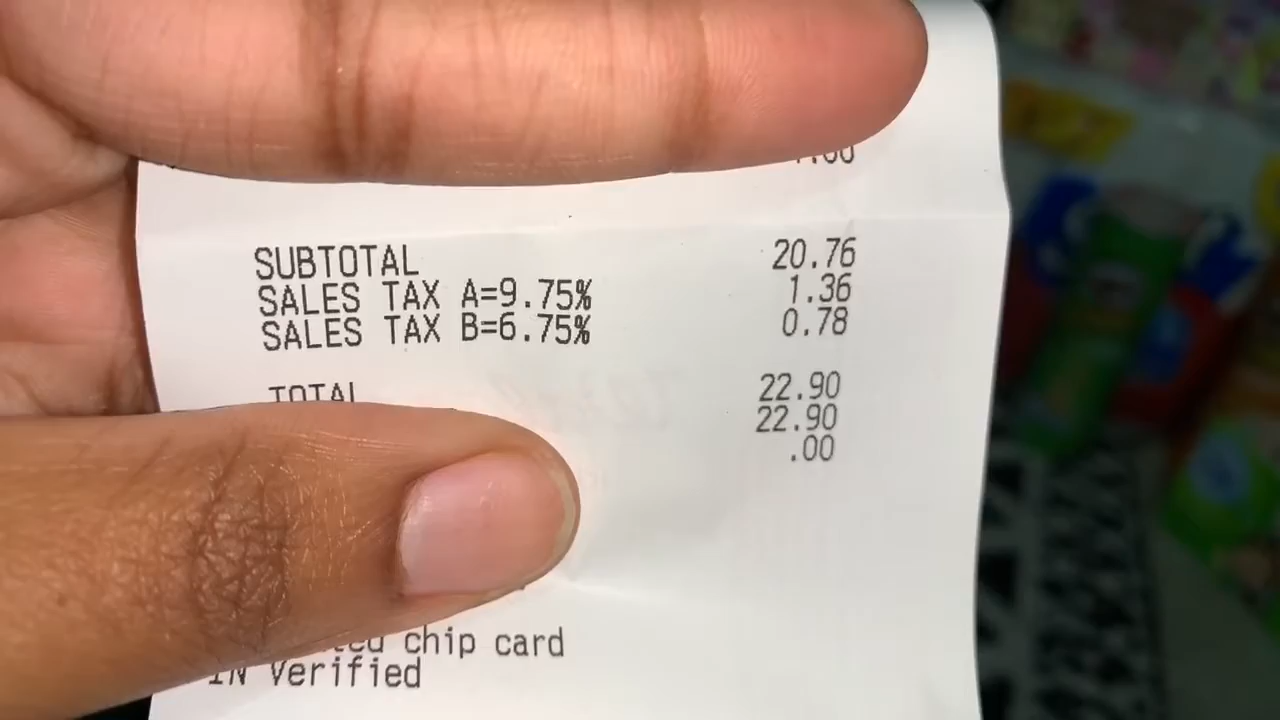 SUBTOTAL 20.76
SALES TAX A=9.75% 1.36
SALES TAX B=6.75% 0.78
TOTAL 22.90
22.90
.00
chip card
Verified